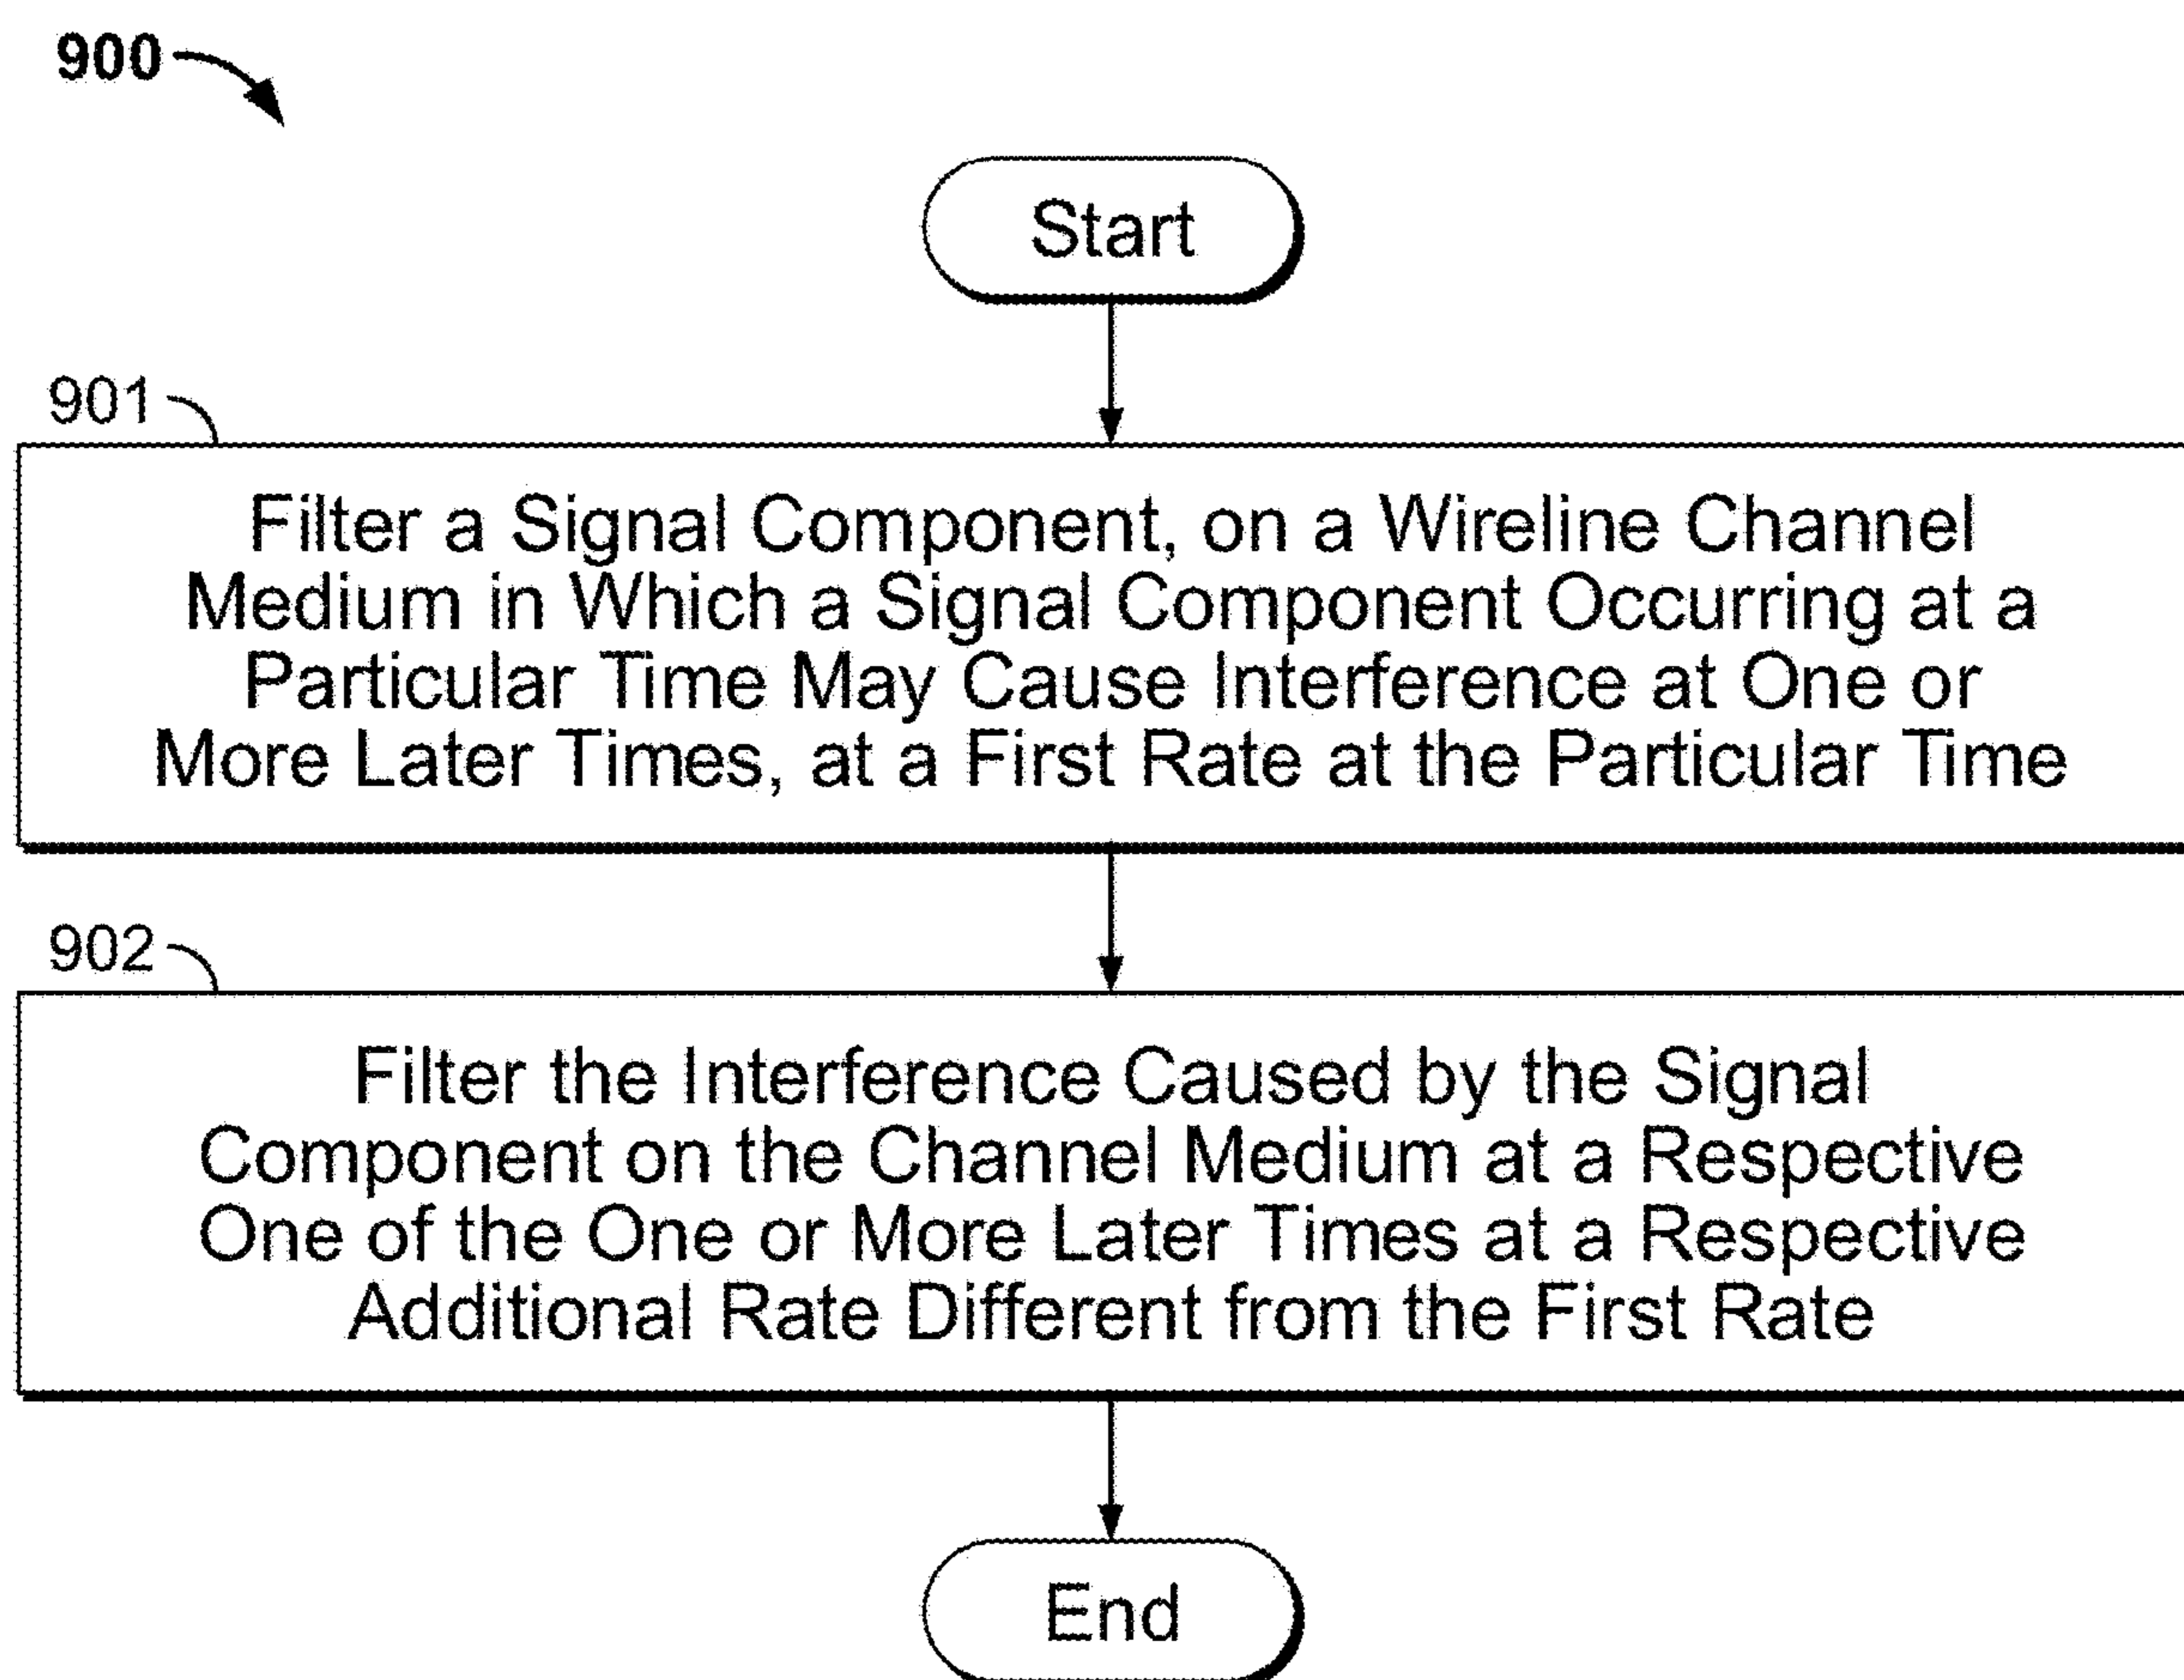 900
Start
901
Filter a Signal Component, on a Wireline Channel
Medium in Which a Signal Component Occurring at a
Particular Time May Cause Interference at One or
More Later Times, at a First Rate at the Particular Time
902
Filter the Interference Caused by the Signal
Component on the Channel Medium at a Respective
One of the One or More Later Times at a Respective
Additional Rate Different from the First Rate
End